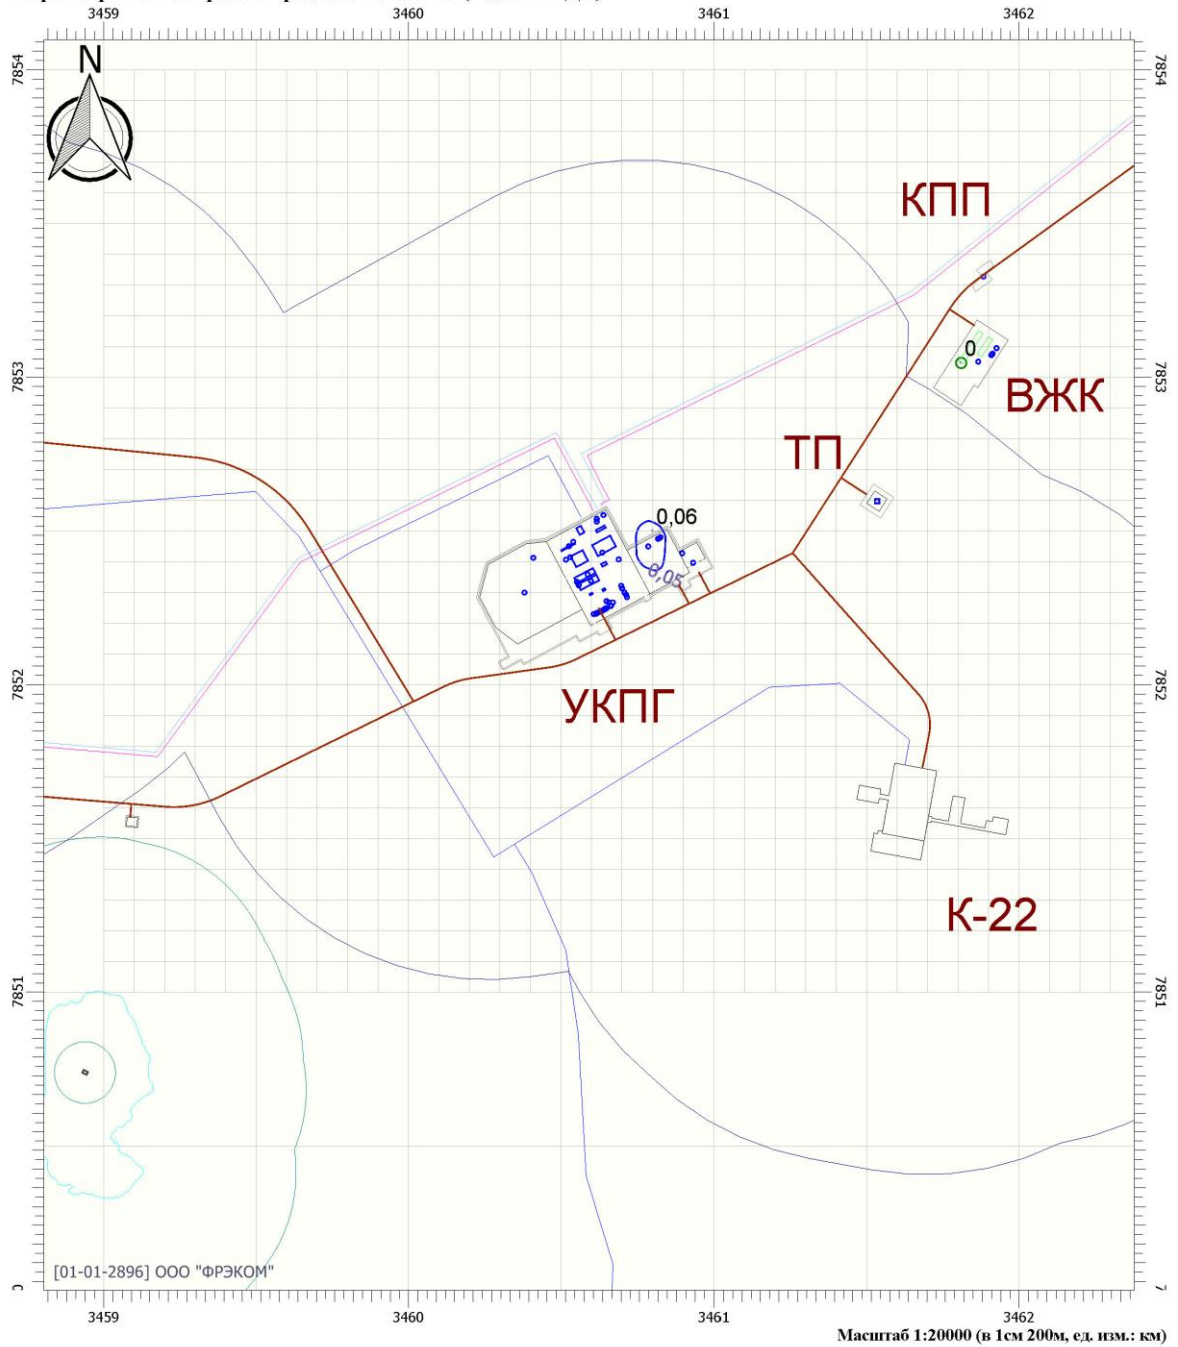 3459 3460 3461 3462
7854 7854
N
КПП
0
7853 7853
ВЖК
ТП
0,06
0,05
7852 7852
УКПГ
К-22
7851 7851
[01-01-2896] ООО "ФРЭКОМ"
3459 3460 3461 3462
Масштаб 1:20000 (в 1см 200м, ед. изм.: км)